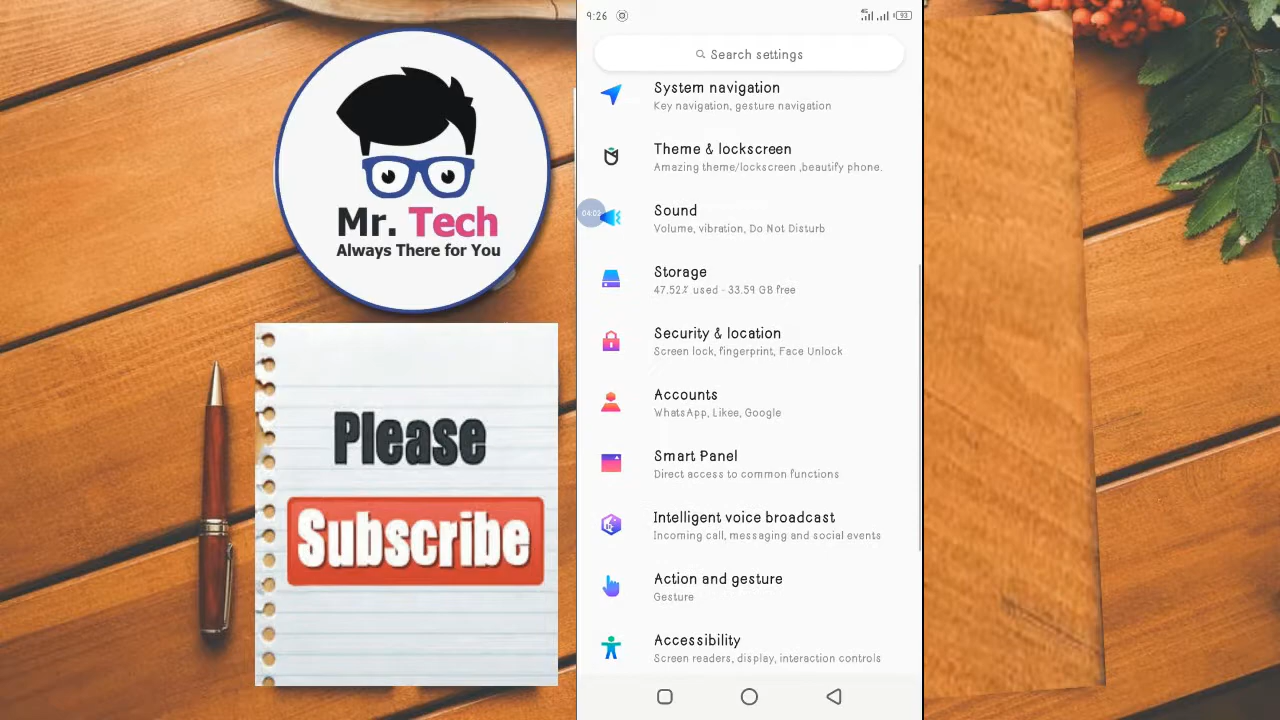 Mr. Tech
Always There for You
Please
Subscribe
9:26
4G
93
Search settings
System navigation
Key navigation, gesture navigation
Theme & lockscreen
Amazing theme/lockscreen ,beautify phone.
04:03
Sound
Volume, vibration, Do Not Disturb
Storage
47.52% used - 33.59 GB free
Security & location
Screen lock, fingerprint, Face Unlock
Accounts
WhatsApp, Likee, Google
Smart Panel
Direct access to common functions
Intelligent voice broadcast
Incoming call, messaging and social events
Action and gesture
Gesture
Accessibility
Screen readers, display, interaction controls